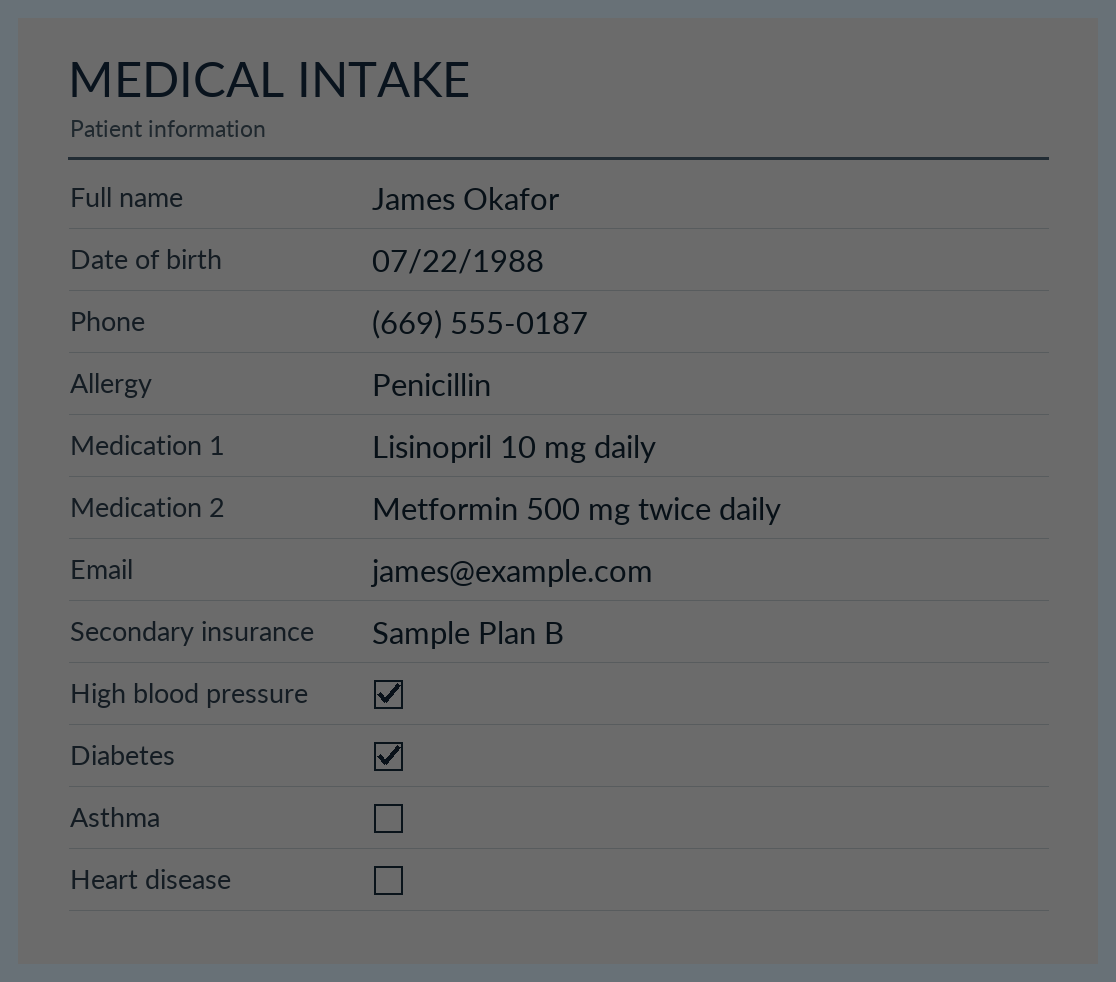 MEDICAL INTAKE
Patient information
Full name James Okafor
Date of birth 07/22/1988
Phone (669) 555-0187
Allergy Penicillin
Medication 1 Lisinopril 10 mg daily
Medication 2 Metformin 500 mg twice daily
Email james@example.com
Secondary insurance Sample Plan B
High blood pressure
Diabetes
Asthma
Heart disease